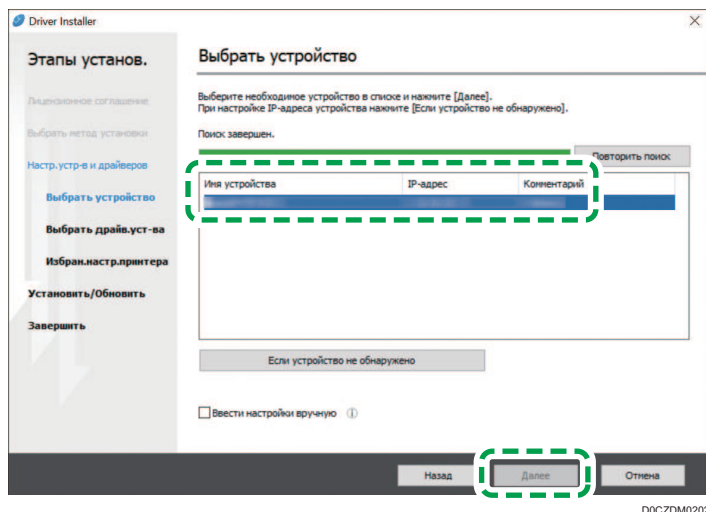 Driver Installer
Этапы установ.
Лицензионное соглашение
Выбрать метод установки
Настр.устр-в и драйверов
Выбрать устройство
Выбрать драйв.уст-ва
Избран.настр.принтера
Установить/Обновить
Завершить
Выбрать устройство
Выберите необходимое устройство в списке и нажмите [Далее].
При настройке IP-адреса устройства нажмите [Если устройство не обнаружено].
Поиск завершен.
Повторить поиск
Имя устройства IP-адрес Комментарий
Если устройство не обнаружено
Ввести настройки вручную
Назад Далее Отмена